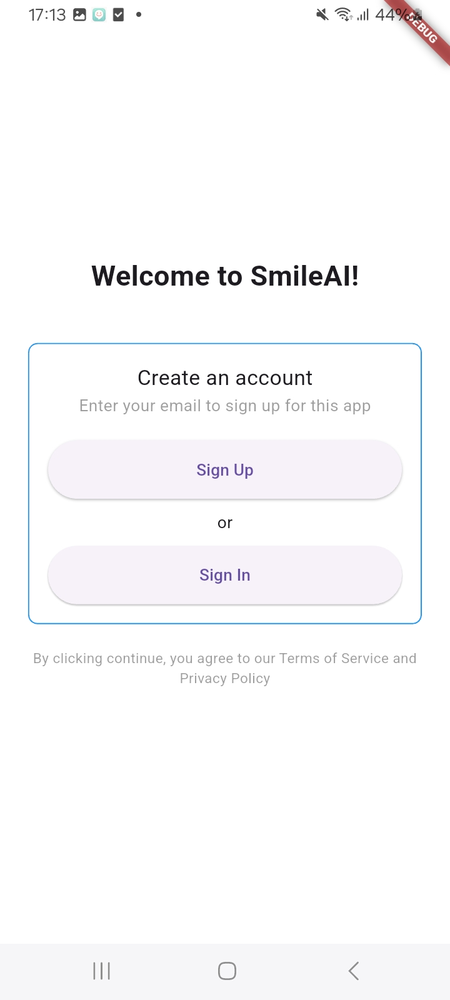 17:13 44%
DEBUG
Welcome to SmileAI!
Create an account
Enter your email to sign up for this app
Sign Up
or
Sign In
By clicking continue, you agree to our Terms of Service and
Privacy Policy